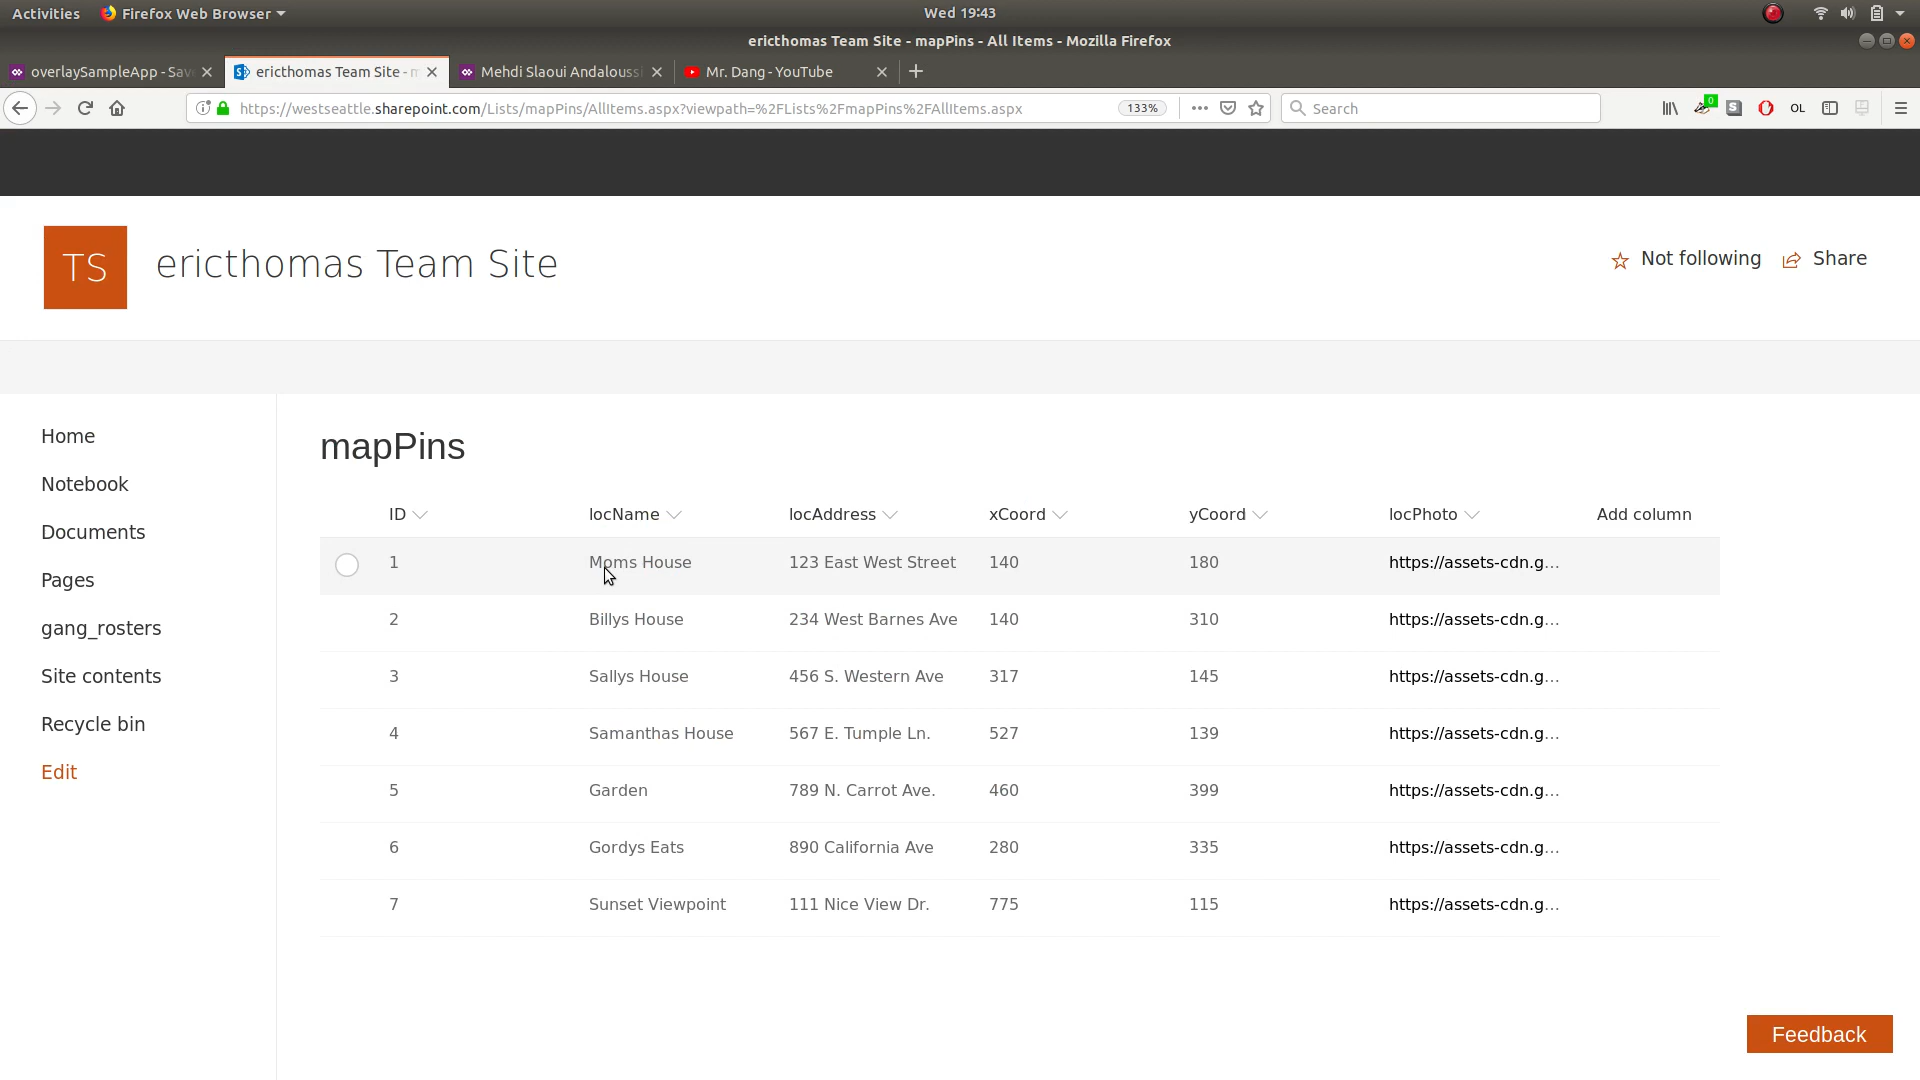 Activities Firefox Web Browser Wed 19:43
ericthomas Team Site - mapPins - All Items - Mozilla Firefox
overlaySampleApp - Sav ericthomas Team Site - m Mehdi Slaoui Andalouss Mr. Dang - YouTube
https://westseattle.sharepoint.com/Lists/mapPins/AllItems.aspx?viewpath=%2FLists%2FmapPins%2FAllItems.aspx 133% Search 0 S OL
TS ericthomas Team Site
Not following Share
Home
Notebook
Documents
Pages
gang_rosters
Site contents
Recycle bin
Edit
mapPins
ID locName locAddress xCoord yCoord locPhoto Add column
1 Moms House 123 East West Street 140 180 https://assets-cdn.g...
2 Billys House 234 West Barnes Ave 140 310 https://assets-cdn.g...
3 Sallys House 456 S. Western Ave 317 145 https://assets-cdn.g...
4 Samanthas House 567 E. Tumple Ln. 527 139 https://assets-cdn.g...
5 Garden 789 N. Carrot Ave. 460 399 https://assets-cdn.g...
6 Gordys Eats 890 California Ave 280 335 https://assets-cdn.g...
7 Sunset Viewpoint 111 Nice View Dr. 775 115 https://assets-cdn.g...
Feedback